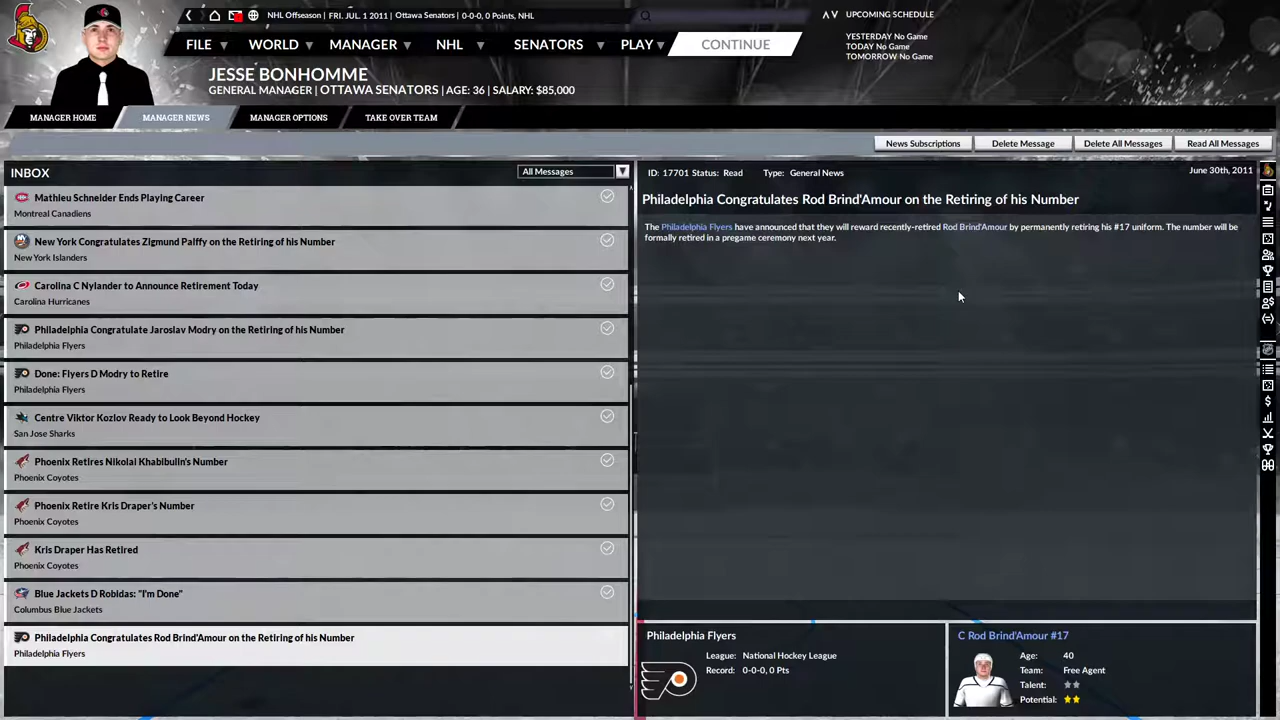 NHL Offseason | FRI. JUL. 1 2011 | Ottawa Senators | 0-0-0, 0 Points, NHL
UPCOMING SCHEDULE
FILE
WORLD
MANAGER
NHL
SENATORS
PLAY
CONTINUE
YESTERDAY No Game
TODAY No Game
TOMORROW No Game
JESSE BONHOMME
GENERAL MANAGER | OTTAWA SENATORS | AGE: 36 | SALARY: $85,000
MANAGER HOME
MANAGER NEWS
MANAGER OPTIONS
TAKE OVER TEAM
News Subscriptions
Delete Message
Delete All Messages
Read All Messages
INBOX
All Messages
Mathieu Schneider Ends Playing Career
Montreal Canadiens
New York Congratulates Zigmund Palffy on the Retiring of his Number
New York Islanders
Carolina C Nylander to Announce Retirement Today
Carolina Hurricanes
Philadelphia Congratulate Jaroslav Modry on the Retiring of his Number
Philadelphia Flyers
Done: Flyers D Modry to Retire
Philadelphia Flyers
Centre Viktor Kozlov Ready to Look Beyond Hockey
San Jose Sharks
Phoenix Retires Nikolai Khabibulin's Number
Phoenix Coyotes
Phoenix Retire Kris Draper's Number
Phoenix Coyotes
Kris Draper Has Retired
Phoenix Coyotes
Blue Jackets D Robidas: "I'm Done"
Columbus Blue Jackets
Philadelphia Congratulates Rod Brind'Amour on the Retiring of his Number
Philadelphia Flyers
ID: 17701 Status: Read Type: General News
June 30th, 2011
Philadelphia Congratulates Rod Brind'Amour on the Retiring of his Number
The Philadelphia Flyers have announced that they will reward recently-retired Rod Brind'Amour by permanently retiring his #17 uniform. The number will be
formally retired in a pregame ceremony next year.
Philadelphia Flyers
League: National Hockey League
Record: 0-0-0, 0 Pts
C Rod Brind'Amour #17
Age: 40
Team: Free Agent
Talent:
Potential: